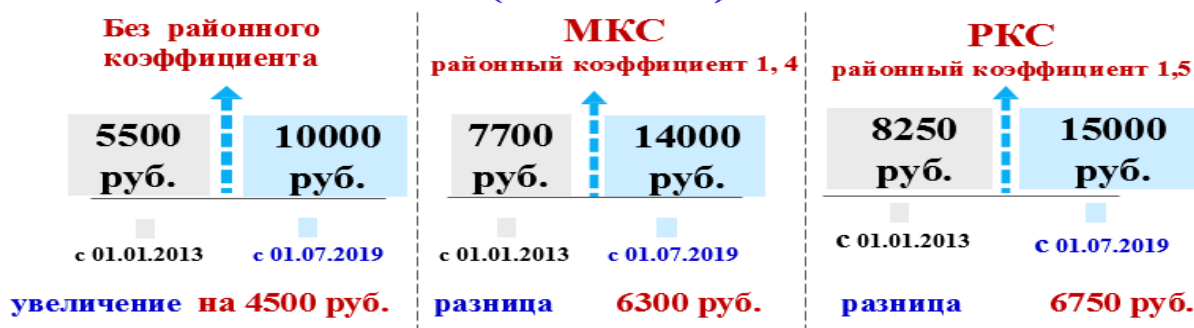 Без районного
коэффициента
5500
руб.
10000
руб.
с 01.01.2013
с 01.07.2019
увеличение на 4500 руб.
МКС
районный коэффициент 1, 4
7700
руб.
14000
руб.
с 01.01.2013
с 01.07.2019
разница 6300 руб.
РКС
районный коэффициент 1,5
8250
руб.
15000
руб.
с 01.01.2013
с 01.07.2019
разница 6750 руб.